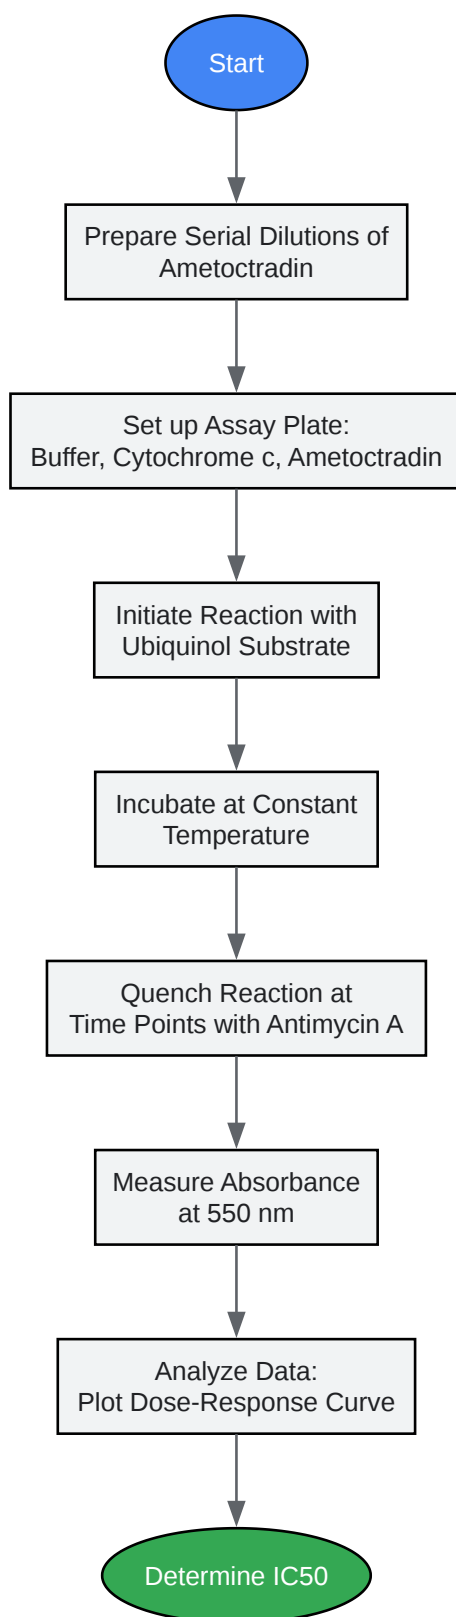 Start
Prepare Serial Dilutions of
Ametoctradin
Set up Assay Plate:
Buffer, Cytochrome c, Ametoctradin
Initiate Reaction with
Ubiquinol Substrate
Incubate at Constant
Temperature
Quench Reaction at
Time Points with Antimycin A
Measure Absorbance
at 550 nm
Analyze Data:
Plot Dose-Response Curve
Determine IC50